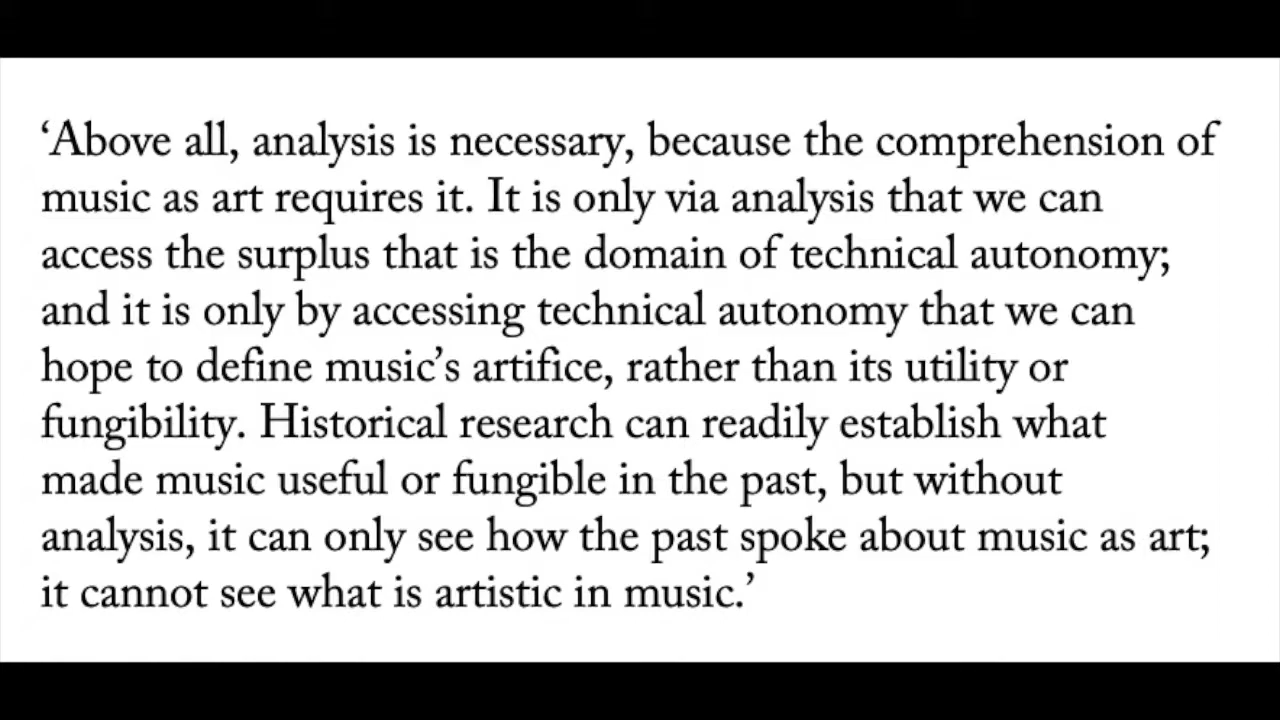 ‘Above all, analysis is necessary, because the comprehension of
music as art requires it. It is only via analysis that we can
access the surplus that is the domain of technical autonomy;
and it is only by accessing technical autonomy that we can
hope to define music’s artifice, rather than its utility or
fungibility. Historical research can readily establish what
made music useful or fungible in the past, but without
analysis, it can only see how the past spoke about music as art;
it cannot see what is artistic in music.’